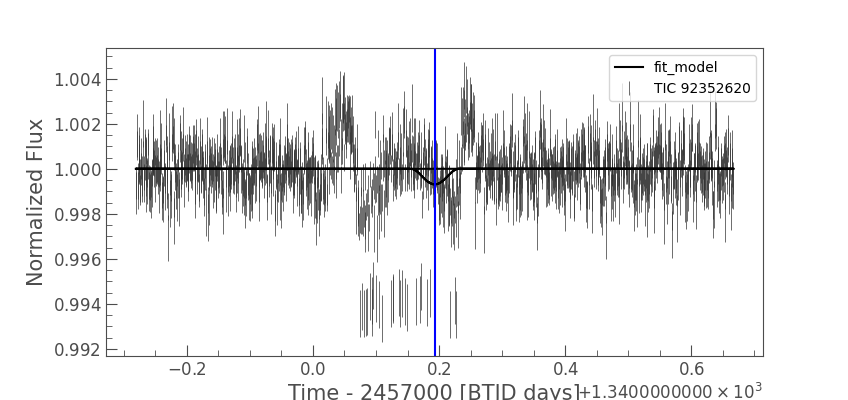 1.004
1.002
1.000
0.998
0.996
0.994
0.992
Normalized Flux
fit_model
TIC 92352620
−0.2
0.0
0.2
0.4
0.6
Time - 2457000 [BTJD days]
+1.3400000000 × 10³